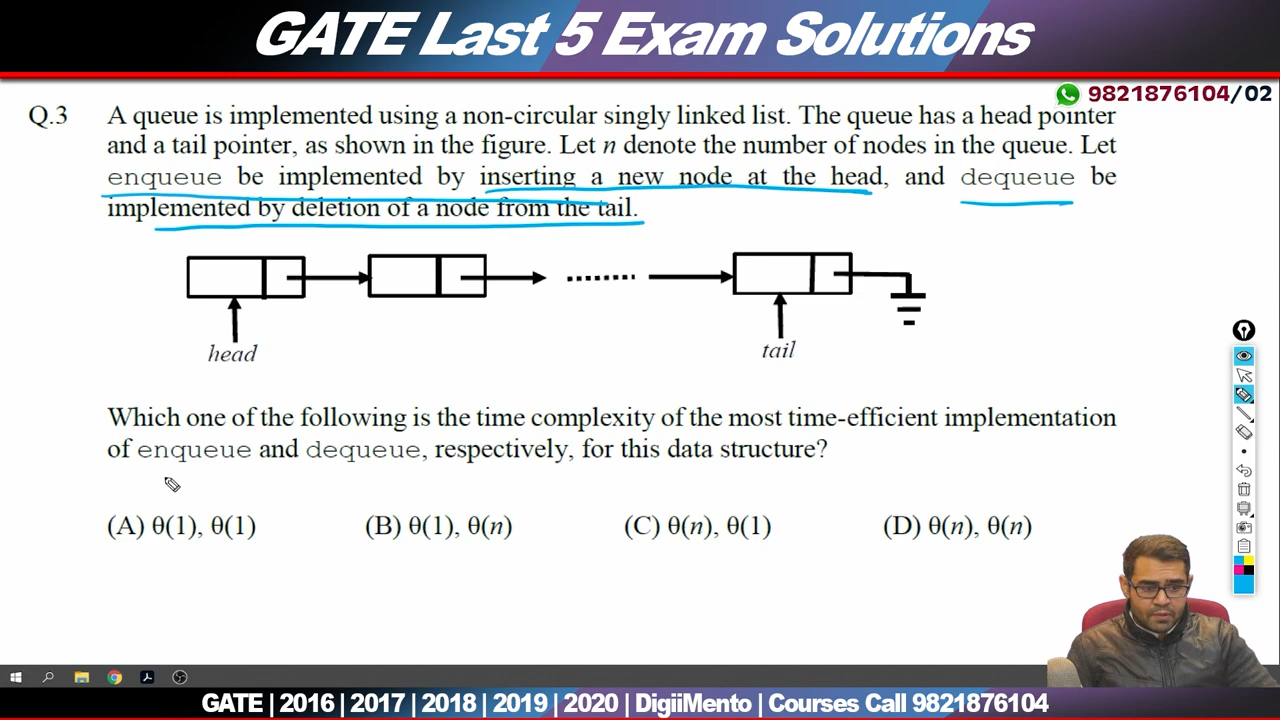 GATE Last 5 Exam Solutions
9821876104/02
Q.3 A queue is implemented using a non-circular singly linked list. The queue has a head pointer
and a tail pointer, as shown in the figure. Let n denote the number of nodes in the queue. Let
enqueue be implemented by inserting a new node at the head, and dequeue be
implemented by deletion of a node from the tail.
head
tail
Which one of the following is the time complexity of the most time-efficient implementation
of enqueue and dequeue, respectively, for this data structure?
(A) θ(1), θ(1) (B) θ(1), θ(n) (C) θ(n), θ(1) (D) θ(n), θ(n)
GATE | 2016 | 2017 | 2018 | 2019 | 2020 | DigiiMento | Courses Call 9821876104